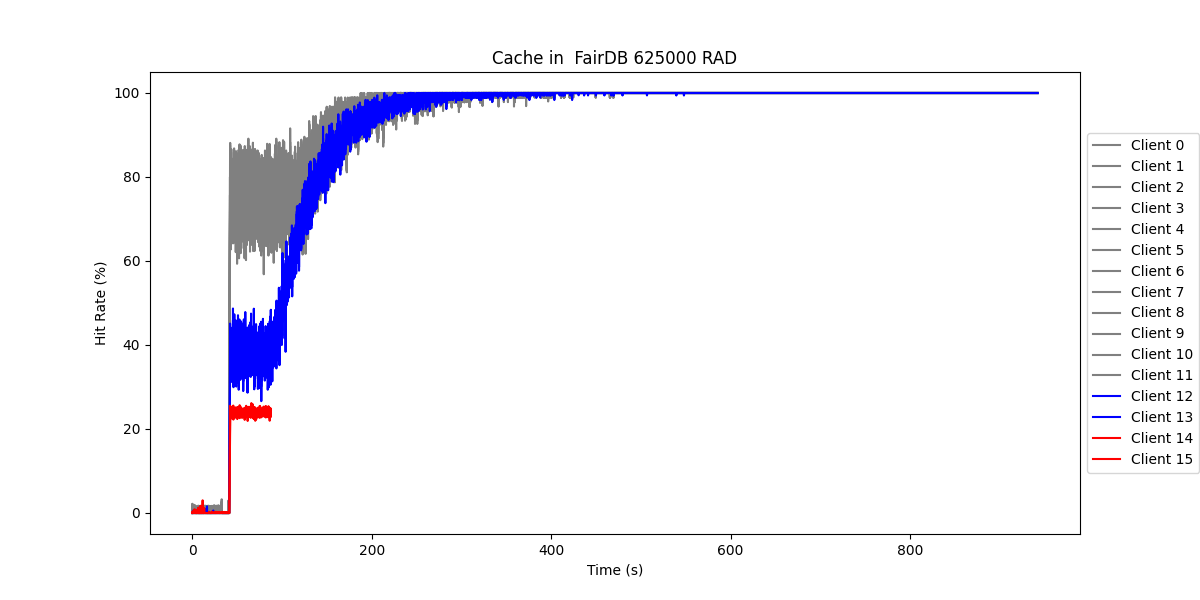 Cache in  FairDB 625000 RAD
Hit Rate (%)
100
80
60
40
20
0
0 200 400 600 800
Time (s)
Client 0
Client 1
Client 2
Client 3
Client 4
Client 5
Client 6
Client 7
Client 8
Client 9
Client 10
Client 11
Client 12
Client 13
Client 14
Client 15